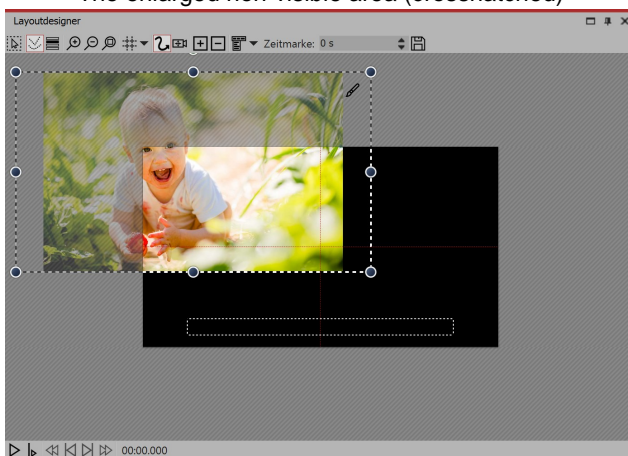 The enlarged non-visible area (crosshatched)
Layoutdesigner
Zeitmarke: 0 s
00:00.000